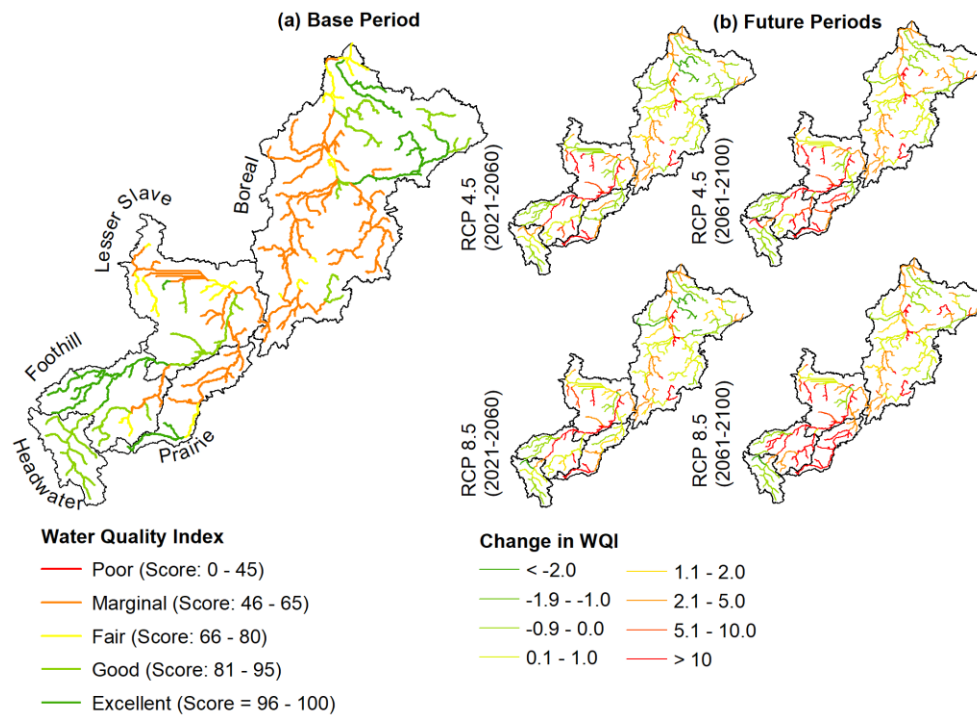 (a) Base Period
(b) Future Periods
Lesser Slave
Boreal
Foothill
Headwater
Prairie
RCP 4.5
(2021-2060)
RCP 4.5
(2061-2100)
RCP 8.5
(2021-2060)
RCP 8.5
(2061-2100)
Water Quality Index
Poor (Score: 0 - 45)
Marginal (Score: 46 - 65)
Fair (Score: 66 - 80)
Good (Score: 81 - 95)
Excellent (Score = 96 - 100)
Change in WQI
< -2.0
-1.9 - -1.0
-0.9 - 0.0
0.1 - 1.0
1.1 - 2.0
2.1 - 5.0
5.1 - 10.0
> 10